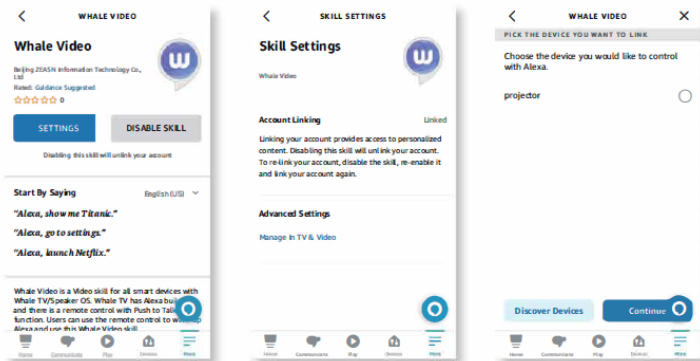 WHALE VIDEO
Whale Video
Beijing ZEASN Information Technology Co.,
Ltd
Rated: Guidance Suggested
0
SETTINGS
DISABLE SKILL
Disabling this skill will unlink your account
Start By Saying
English (US)
"Alexa, show me Titanic."
"Alexa, go to settings."
"Alexa, launch Netflix."
Whale Video is a Video skill for all smart devices with
Whale TV/Speaker OS. Whale TV has Alexa
and there is a remote control with Push to
function. Users can use the remote control to
Alexa and use this Whale Video skill.
Home
Communicate
Play
Devices
More
SKILL SETTINGS
Skill Settings
Whale Video
Account Linking
Linked
Linking your account provides access to personalized
content. Disabling this skill will unlink your account.
To re-link your account, disable the skill, re-enable it
and link your account again.
Advanced Settings
Manage In TV & Video
Home
Communicate
Play
Devices
More
WHALE VIDEO
PICK THE DEVICE YOU WANT TO LINK
Choose the device you would like to control
with Alexa.
projector
Discover Devices
Continue
Home
Communicate
Play
Devices
More